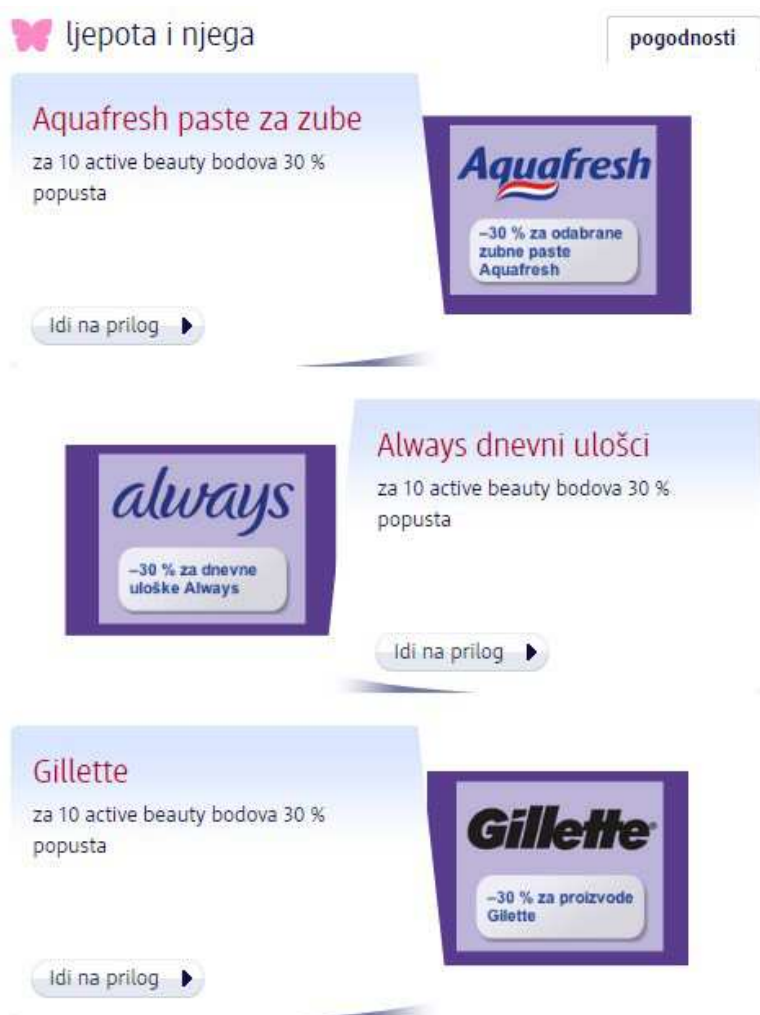 ljepota i njega
pogodnosti
Aquafresh paste za zube
za 10 active beauty bodova 30 %
popusta
Idi na prilog
Aquafresh
–30 % za odabrane
zubne paste
Aquafresh
always
–30 % za dnevne
uloške Always
Always dnevni ulošci
za 10 active beauty bodova 30 %
popusta
Idi na prilog
Gillette
za 10 active beauty bodova 30 %
popusta
Idi na prilog
Gillette
–30 % za proizvode
Gilette